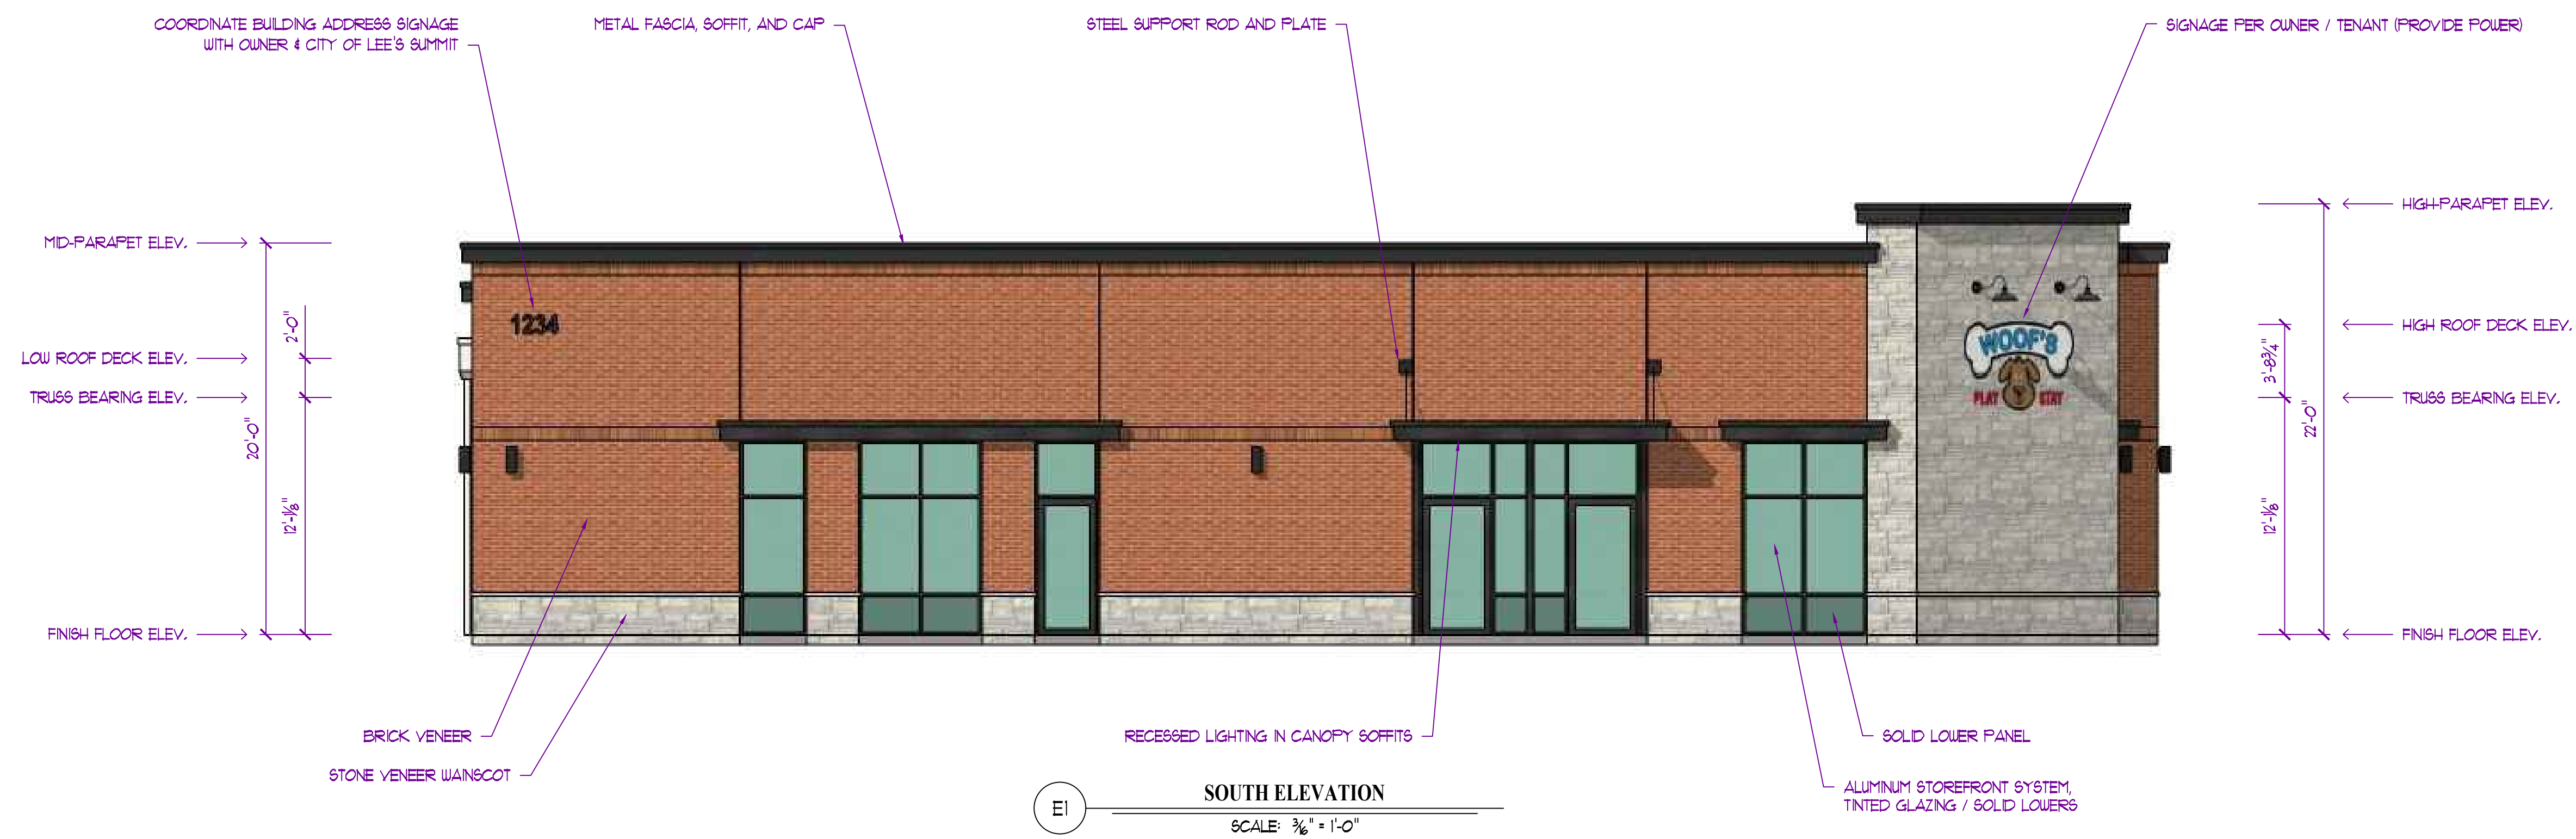 COORDINATE BUILDING ADDRESS SIGNAGE
WITH OWNER & CITY OF LEE'S SUMMIT
METAL FASCIA, SOFFIT, AND CAP
STEEL SUPPORT ROD AND PLATE
SIGNAGE PER OWNER / TENANT (PROVIDE POWER)
MID-PARAPET ELEV.
LOW ROOF DECK ELEV.
TRUSS BEARING ELEV.
FINISH FLOOR ELEV.
20'-0"
2'-0"
12'-1/8"
1234
WOOF'S
PLAY STAY
HIGH-PARAPET ELEV.
HIGH ROOF DECK ELEV.
TRUSS BEARING ELEV.
FINISH FLOOR ELEV.
3'-8 3/4"
22'-0"
12'-1/8"
BRICK VENEER
STONE VENEER WAINSCOT
RECESSED LIGHTING IN CANOPY SOFFITS
SOLID LOWER PANEL
ALUMINUM STOREFRONT SYSTEM,
TINTED GLAZING / SOLID LOWERS
E1
SOUTH ELEVATION
SCALE: 3/16" = 1'-0"